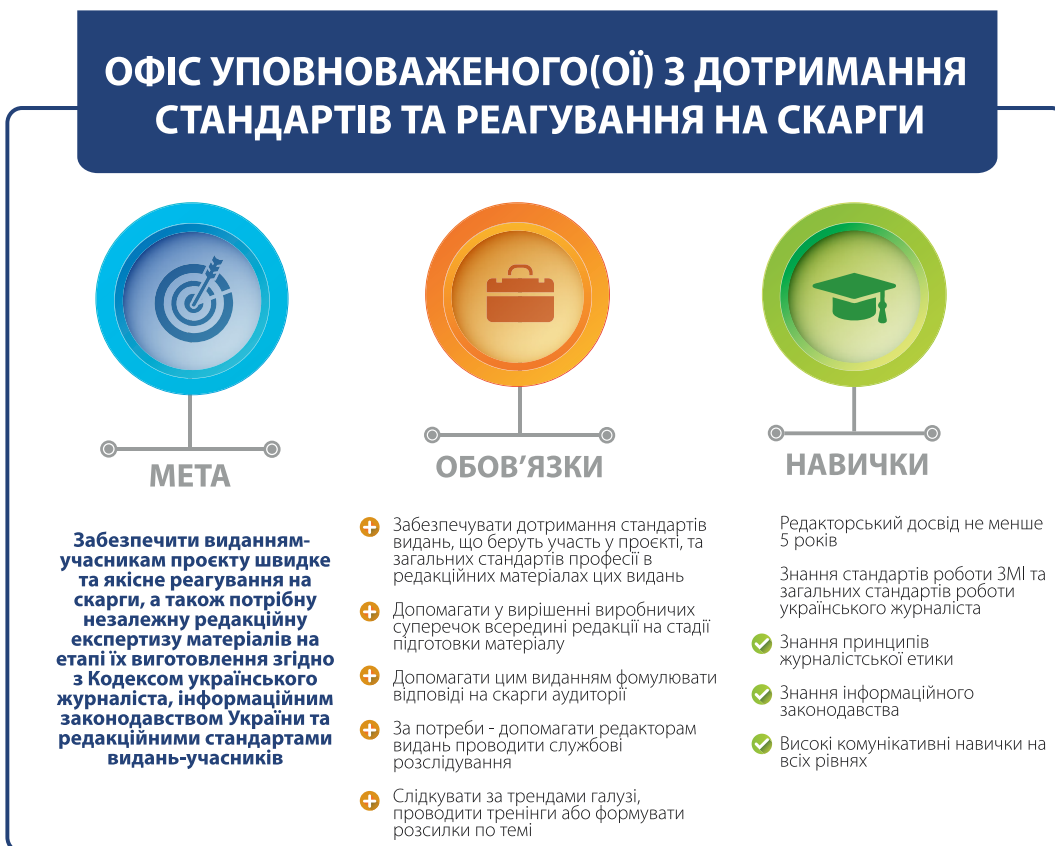 ОФІС УПОВНОВАЖЕНОГО(ОЇ) З ДОТРИМАННЯ
СТАНДАРТІВ ТА РЕАГУВАННЯ НА СКАРГИ
МЕТА
Забезпечити виданням-
учасникам проєкту швидке
та якісне реагування на
скарги, а також потрібну
незалежну редакційну
експертизу матеріалів на
етапі їх виготовлення згідно
з Кодексом українського
журналіста, інформаційним
законодавством України та
редакційними стандартами
видань-учасників
ОБОВ’ЯЗКИ
Забезпечувати дотримання стандартів
видань, що беруть участь у проєкті, та
загальних стандартів професії в
редакційних матеріалах цих видань
Допомагати у вирішенні виробничих
суперечок всередині редакції на стадії
підготовки матеріалу
Допомагати цим виданням фомулювати
відповіді на скарги аудиторії
За потреби - допомагати редакторам
видань проводити службові
розслідування
Слідкувати за трендами галузі,
проводити тренінги або формувати
розсилки по темі
НАВИЧКИ
Редакторський досвід не менше
5 років
Знання стандартів роботи ЗМІ та
загальних стандартів роботи
українського журналіста
Знання принципів
журналістської етики
Знання інформаційного
законодавства
Високі комунікативні навички на
всіх рівнях